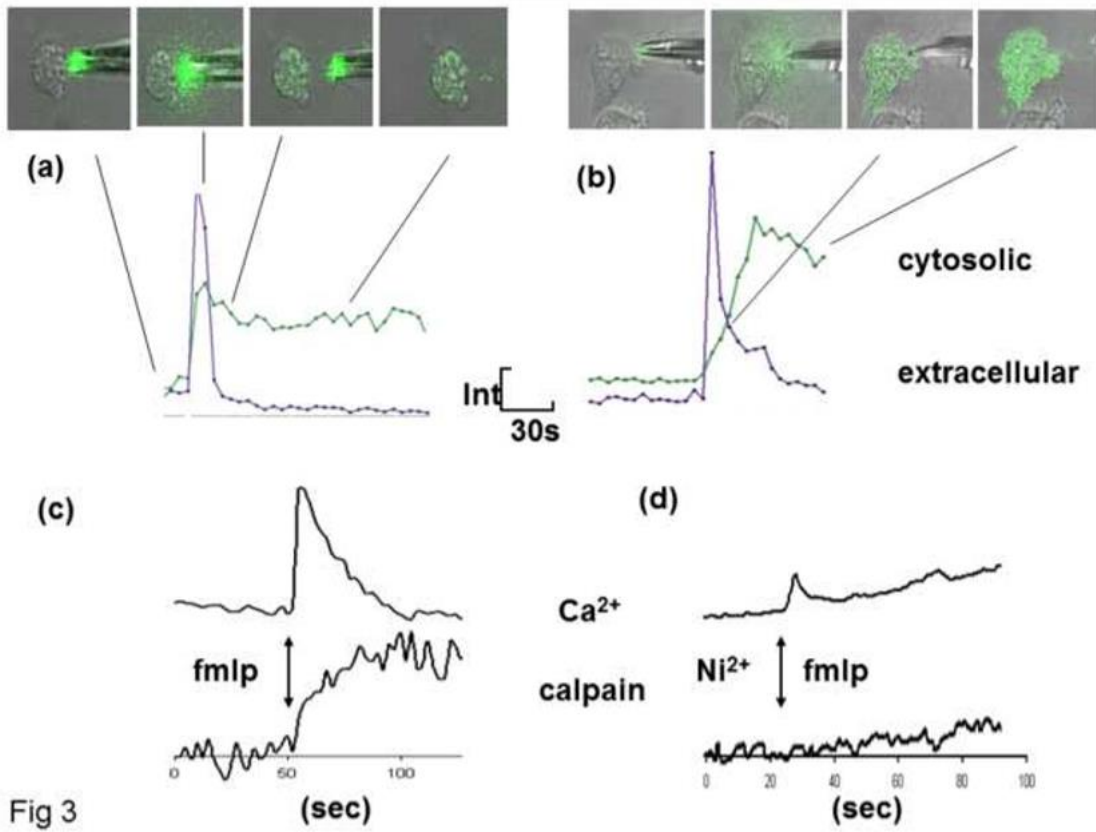 (a)
(b)
cytosolic
extracellular
Int
30s
(c)
(d)
Ca²⁺
fmlp
Ni²⁺ fmlp
calpain
0 50 100
0 20 40 60 80 100
(sec)
(sec)
Fig 3